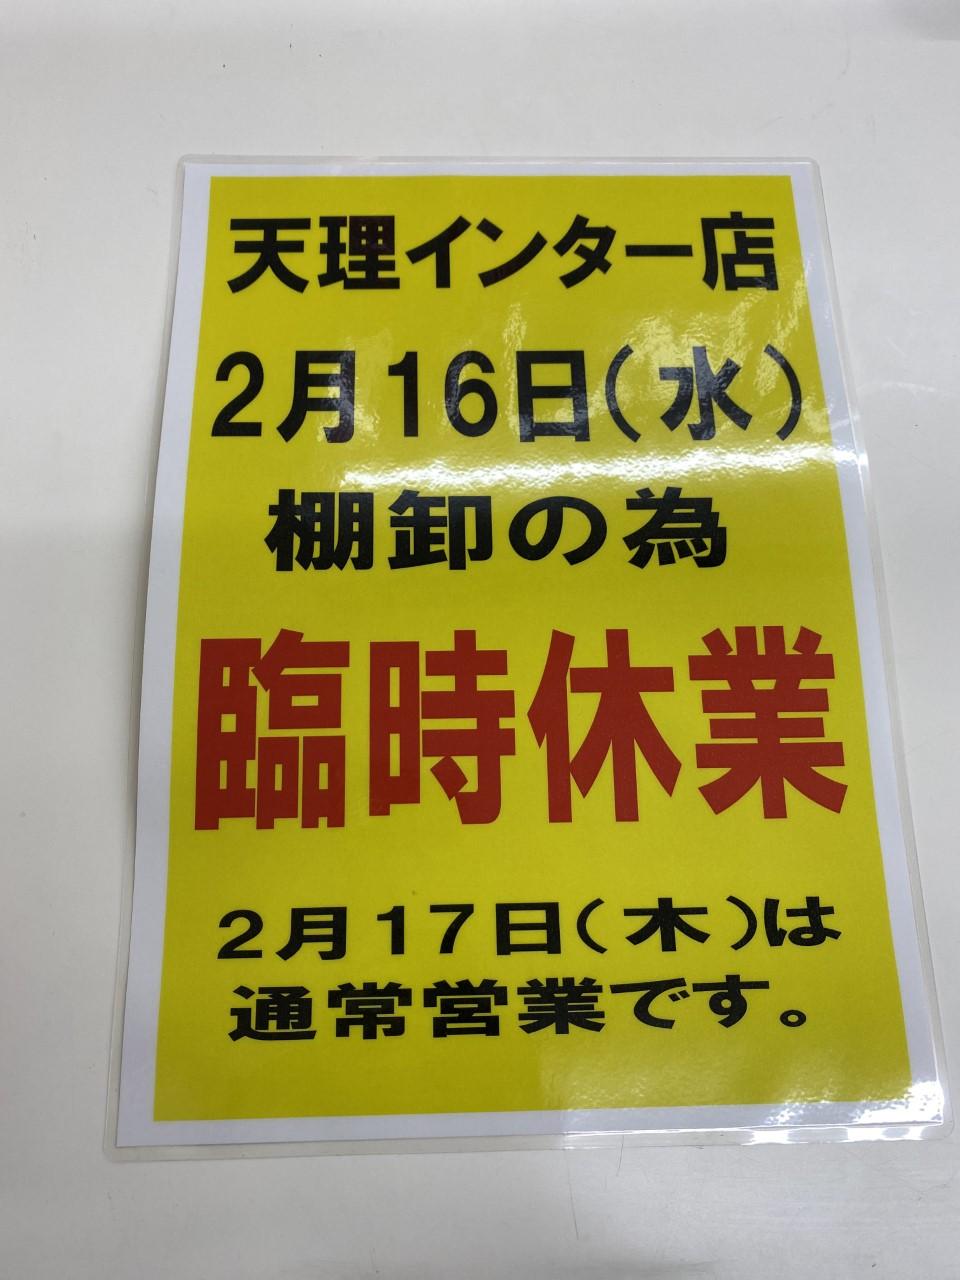 天理インター店
2月16日(水)
棚卸の為
臨時休業
2月17日(木)は
通常営業です。